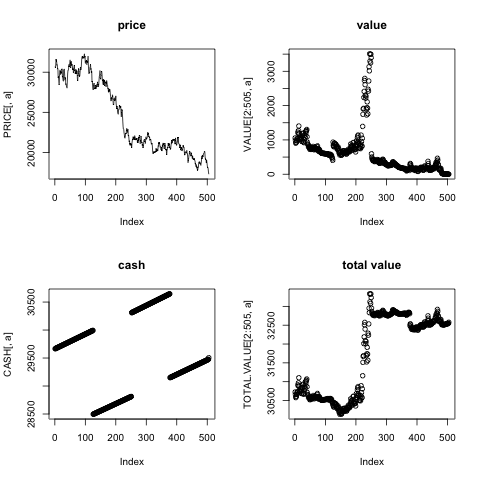 price
PRICE[, a]
20000 25000 30000
0 100 200 300 400 500
Index
value
VALUE[2:505, a]
0 1000 2000 3000
0 100 200 300 400 500
Index
cash
CASH[, a]
28500 29500 30500
0 100 200 300 400 500
Index
total value
TOTAL.VALUE[2:505, a]
30500 31500 32500
0 100 200 300 400 500
Index